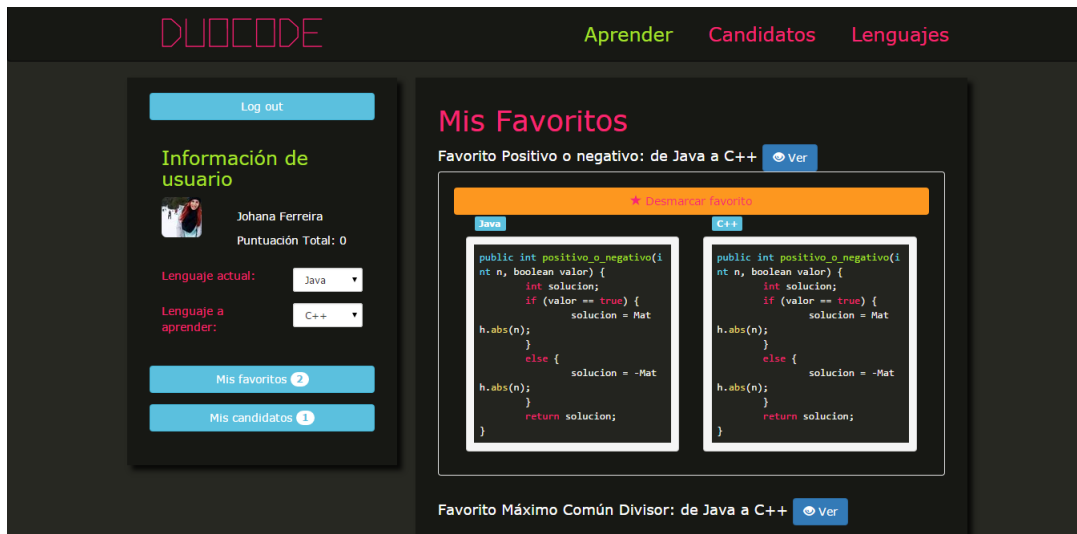 DUOCODE
Aprender Candidatos Lenguajes
Log out
Información de
usuario
Johana Ferreira
Puntuación Total: 0
Lenguaje actual: Java
Lenguaje a
aprender: C++
Mis favoritos 2
Mis candidatos 1
Mis Favoritos
Favorito Positivo o negativo: de Java a C++ Ver
★ Desmarcar favorito
Java
public int positivo_o_negativo(i
nt n, boolean valor) {
int solucion;
if (valor == true) {
solucion = Mat
h.abs(n);
}
else {
solucion = -Mat
h.abs(n);
}
return solucion;
}
C++
public int positivo_o_negativo(i
nt n, boolean valor) {
int solucion;
if (valor == true) {
solucion = Mat
h.abs(n);
}
else {
solucion = -Mat
h.abs(n);
}
return solucion;
}
Favorito Máximo Común Divisor: de Java a C++ Ver